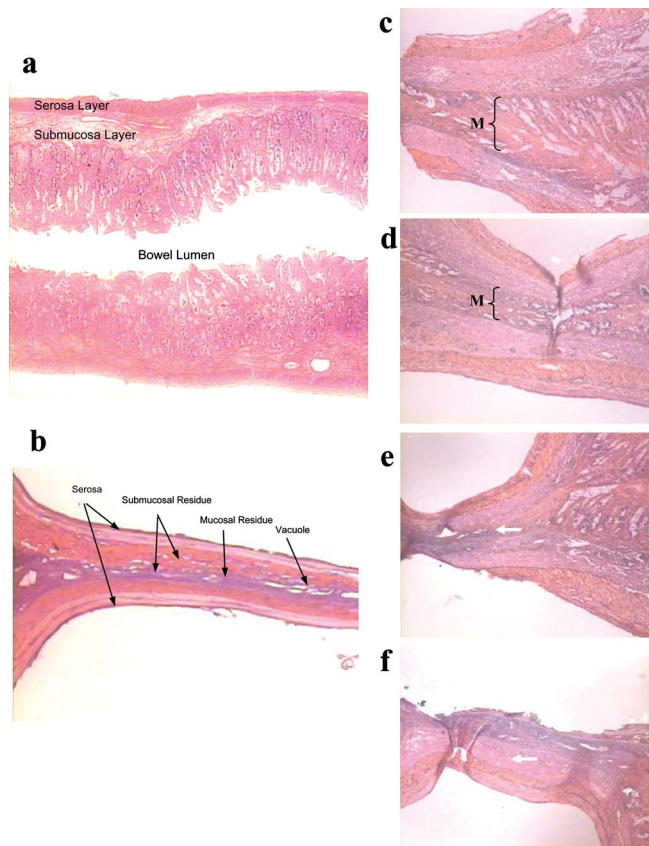 a
Serosa Layer
Submucosa Layer
Bowel Lumen
b
Serosa
Submucosal Residue
Mucosal Residue
Vacuole
c
M
d
M
e
f